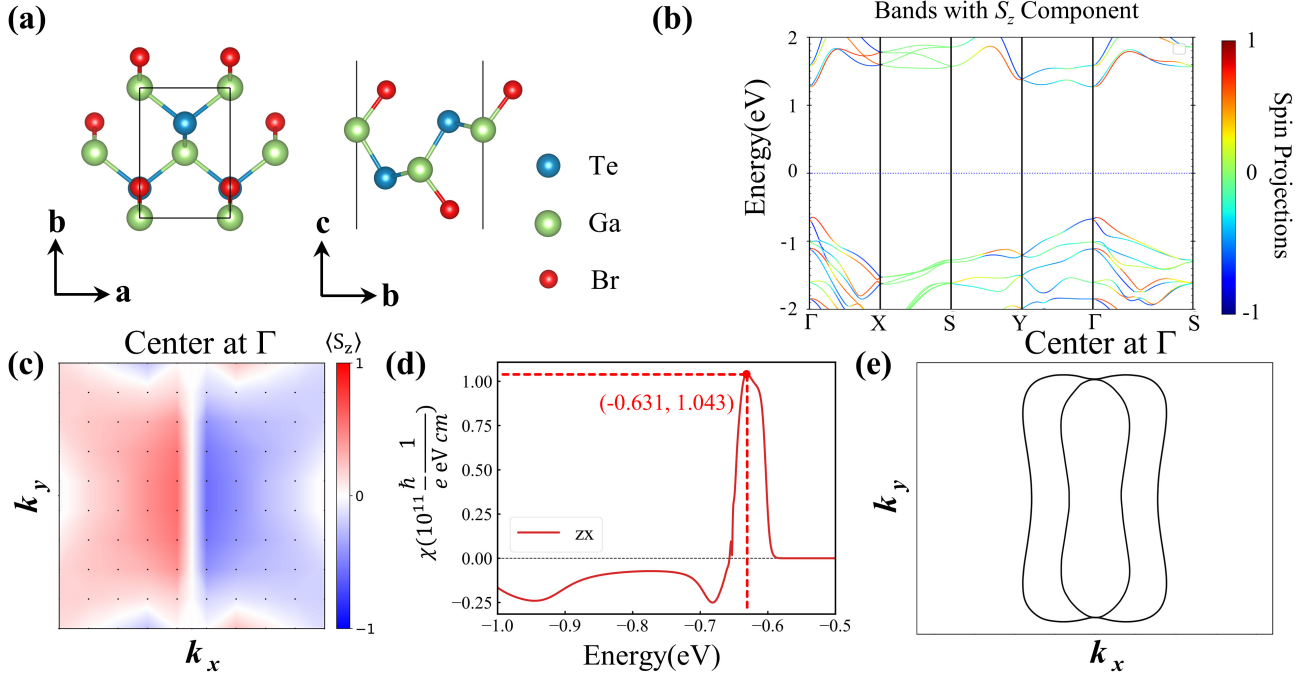 (a)
b
a
c
b
Te
Ga
Br
(b)
Bands with S_z Component
Energy(eV)
2
1
0
-1
-2
Γ X S Y Γ S
1
0
-1
Spin Projections
(c)
Center at Γ
⟨S_z⟩
1
0
−1
k_y
k_x
(d)
χ(10^11 ħ/e 1/eV cm)
1.00
0.75
0.50
0.25
0.00
−0.25
(-0.631, 1.043)
zx
−1.0 −0.9 −0.8 −0.7 −0.6 −0.5
Energy(eV)
(e)
Center at Γ
k_y
k_x